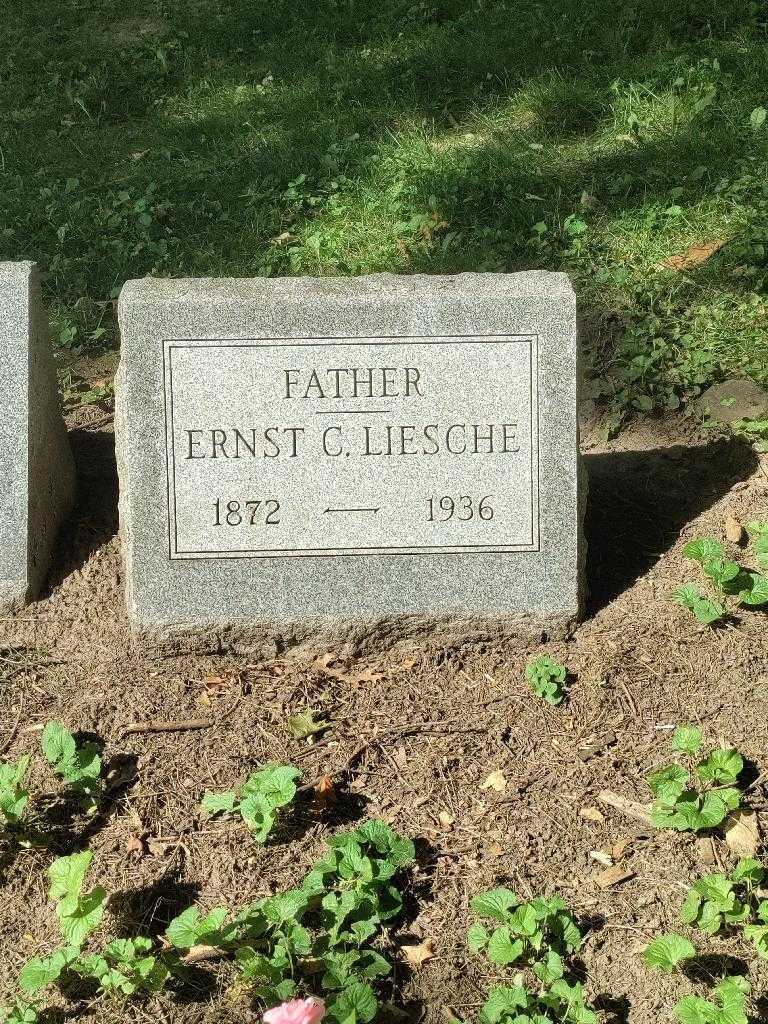 FATHER
ERNST C. LIESCHE
1872 — 1936